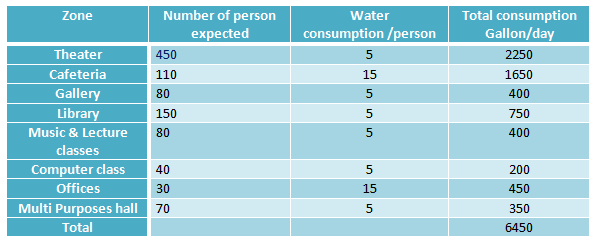 Zone Number of person expected Water consumption /person Total consumption Gallon/day
Theater 450 5 2250
Cafeteria 110 15 1650
Gallery 80 5 400
Library 150 5 750
Music & Lecture classes 80 5 400
Computer class 40 5 200
Offices 30 15 450
Multi Purposes hall 70 5 350
Total 6450